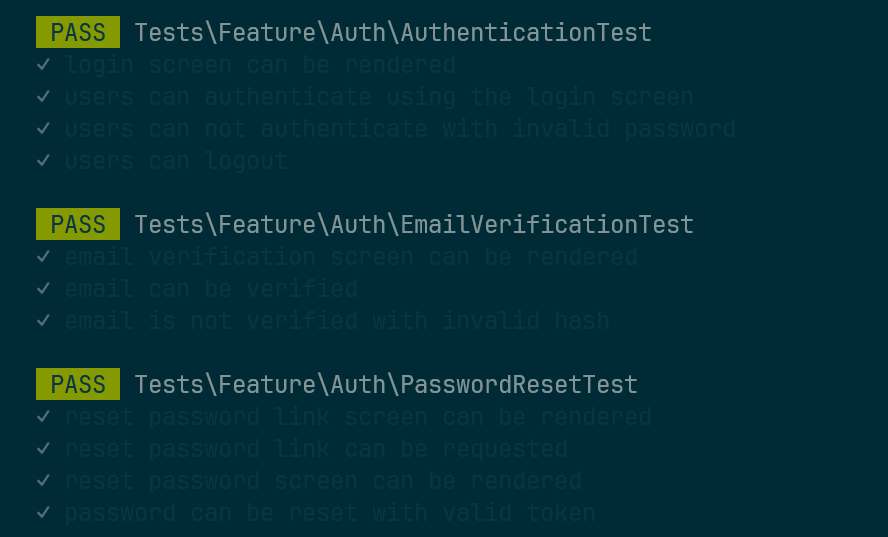 PASS Tests\Feature\Auth\AuthenticationTest
✓ login screen can be rendered
✓ users can authenticate using the login screen
✓ users can not authenticate with invalid password
✓ users can logout
PASS Tests\Feature\Auth\EmailVerificationTest
✓ email verification screen can be rendered
✓ email can be verified
✓ email is not verified with invalid hash
PASS Tests\Feature\Auth\PasswordResetTest
✓ reset password link screen can be rendered
✓ reset password link can be requested
✓ reset password screen can be rendered
✓ password can be reset with valid token